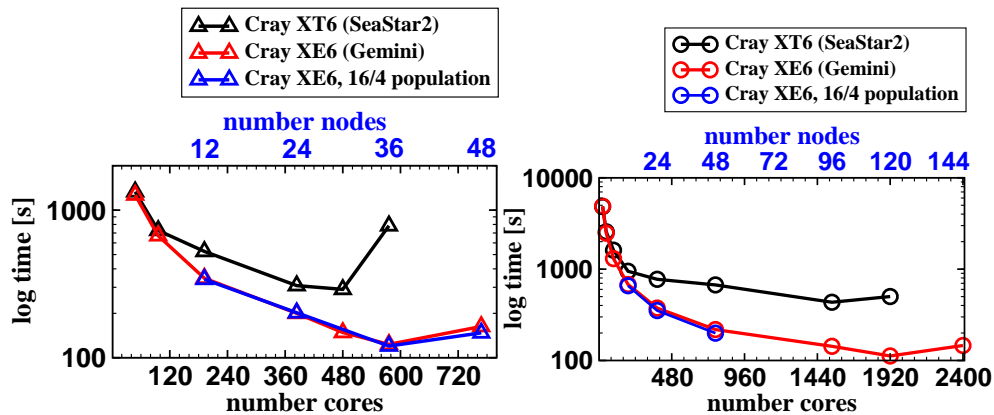 Cray XT6 (SeaStar2)
Cray XE6 (Gemini)
Cray XE6, 16/4 population
number nodes
12 24 36 48
log time [s]
1000
100
120 240 360 480 600 720
number cores
Cray XT6 (SeaStar2)
Cray XE6 (Gemini)
Cray XE6, 16/4 population
number nodes
24 48 72 96 120 144
log time [s]
10000
1000
100
480 960 1440 1920 2400
number cores